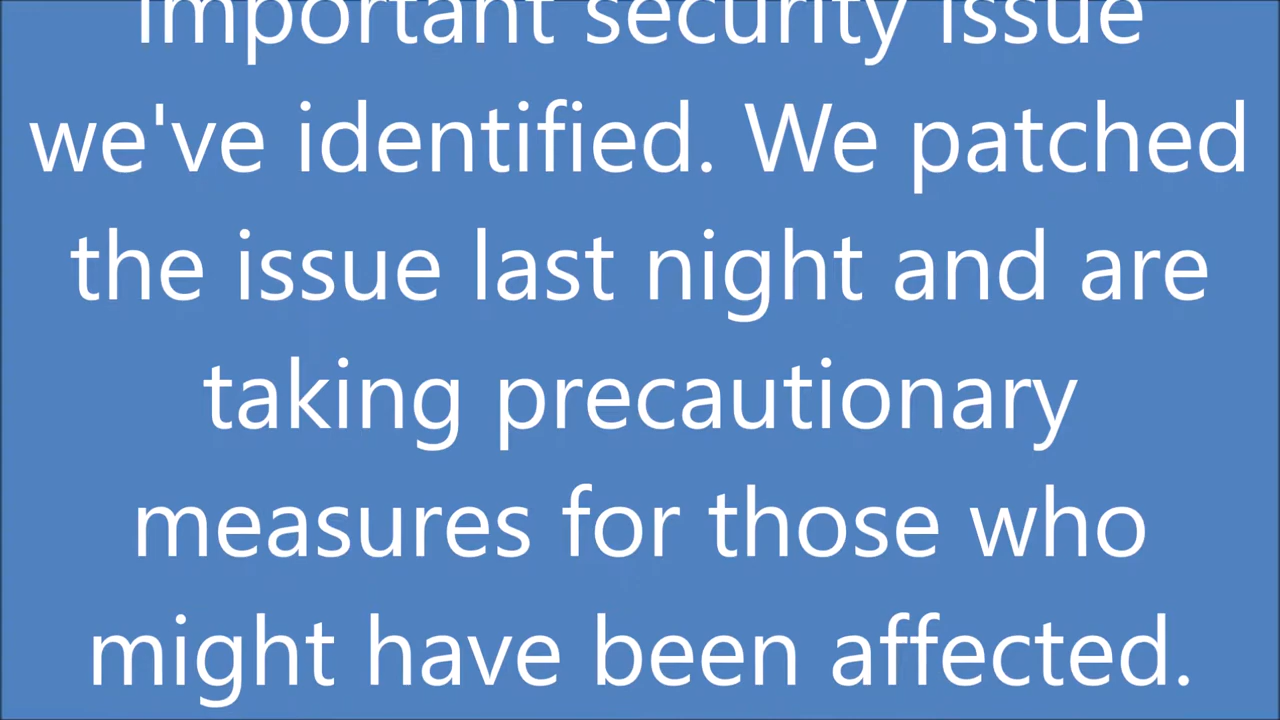 important security issue
we've identified. We patched
the issue last night and are
taking precautionary
measures for those who
might have been affected.